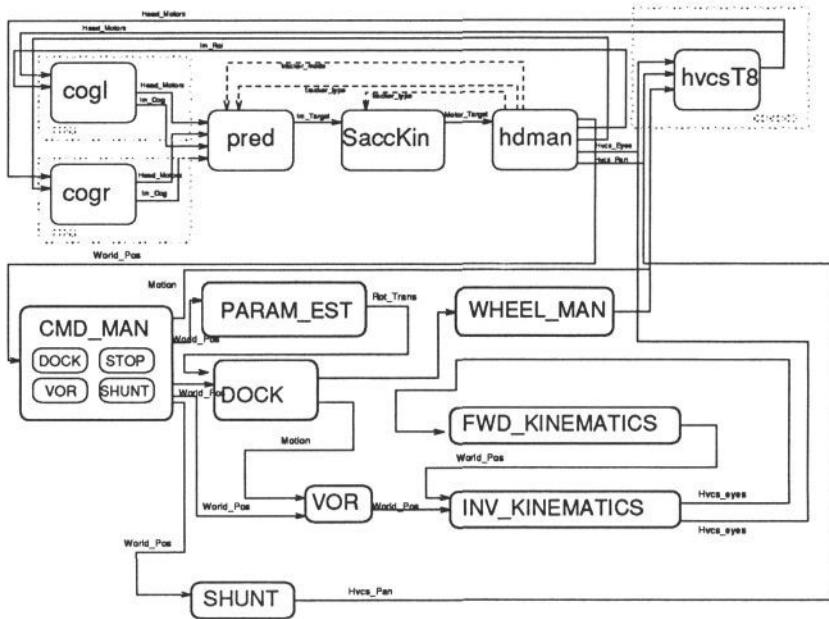 Head_Motors
Head_Motors
Im_Roi
cogl
Head_Motors
Im_Cog
pred
Im_Target
SaccKin
Motor_Target
hdman
Hvcs_Eyes
Hvcs_Pan
hvcsT8
cogr
Head_Motors
Im_Cog
World_Pos
Motion
CMD_MAN
DOCK
STOP
VOR
SHUNT
World_Pos
PARAM_EST
Rot_Trans
WHEEL_MAN
World_Pos
DOCK
Motion
FWD_KINEMATICS
World_Pos
World_Pos
VOR
World_Pos
INV_KINEMATICS
Hvcs_eyes
Hvcs_eyes
World_Pos
SHUNT
Hvcs_Pan